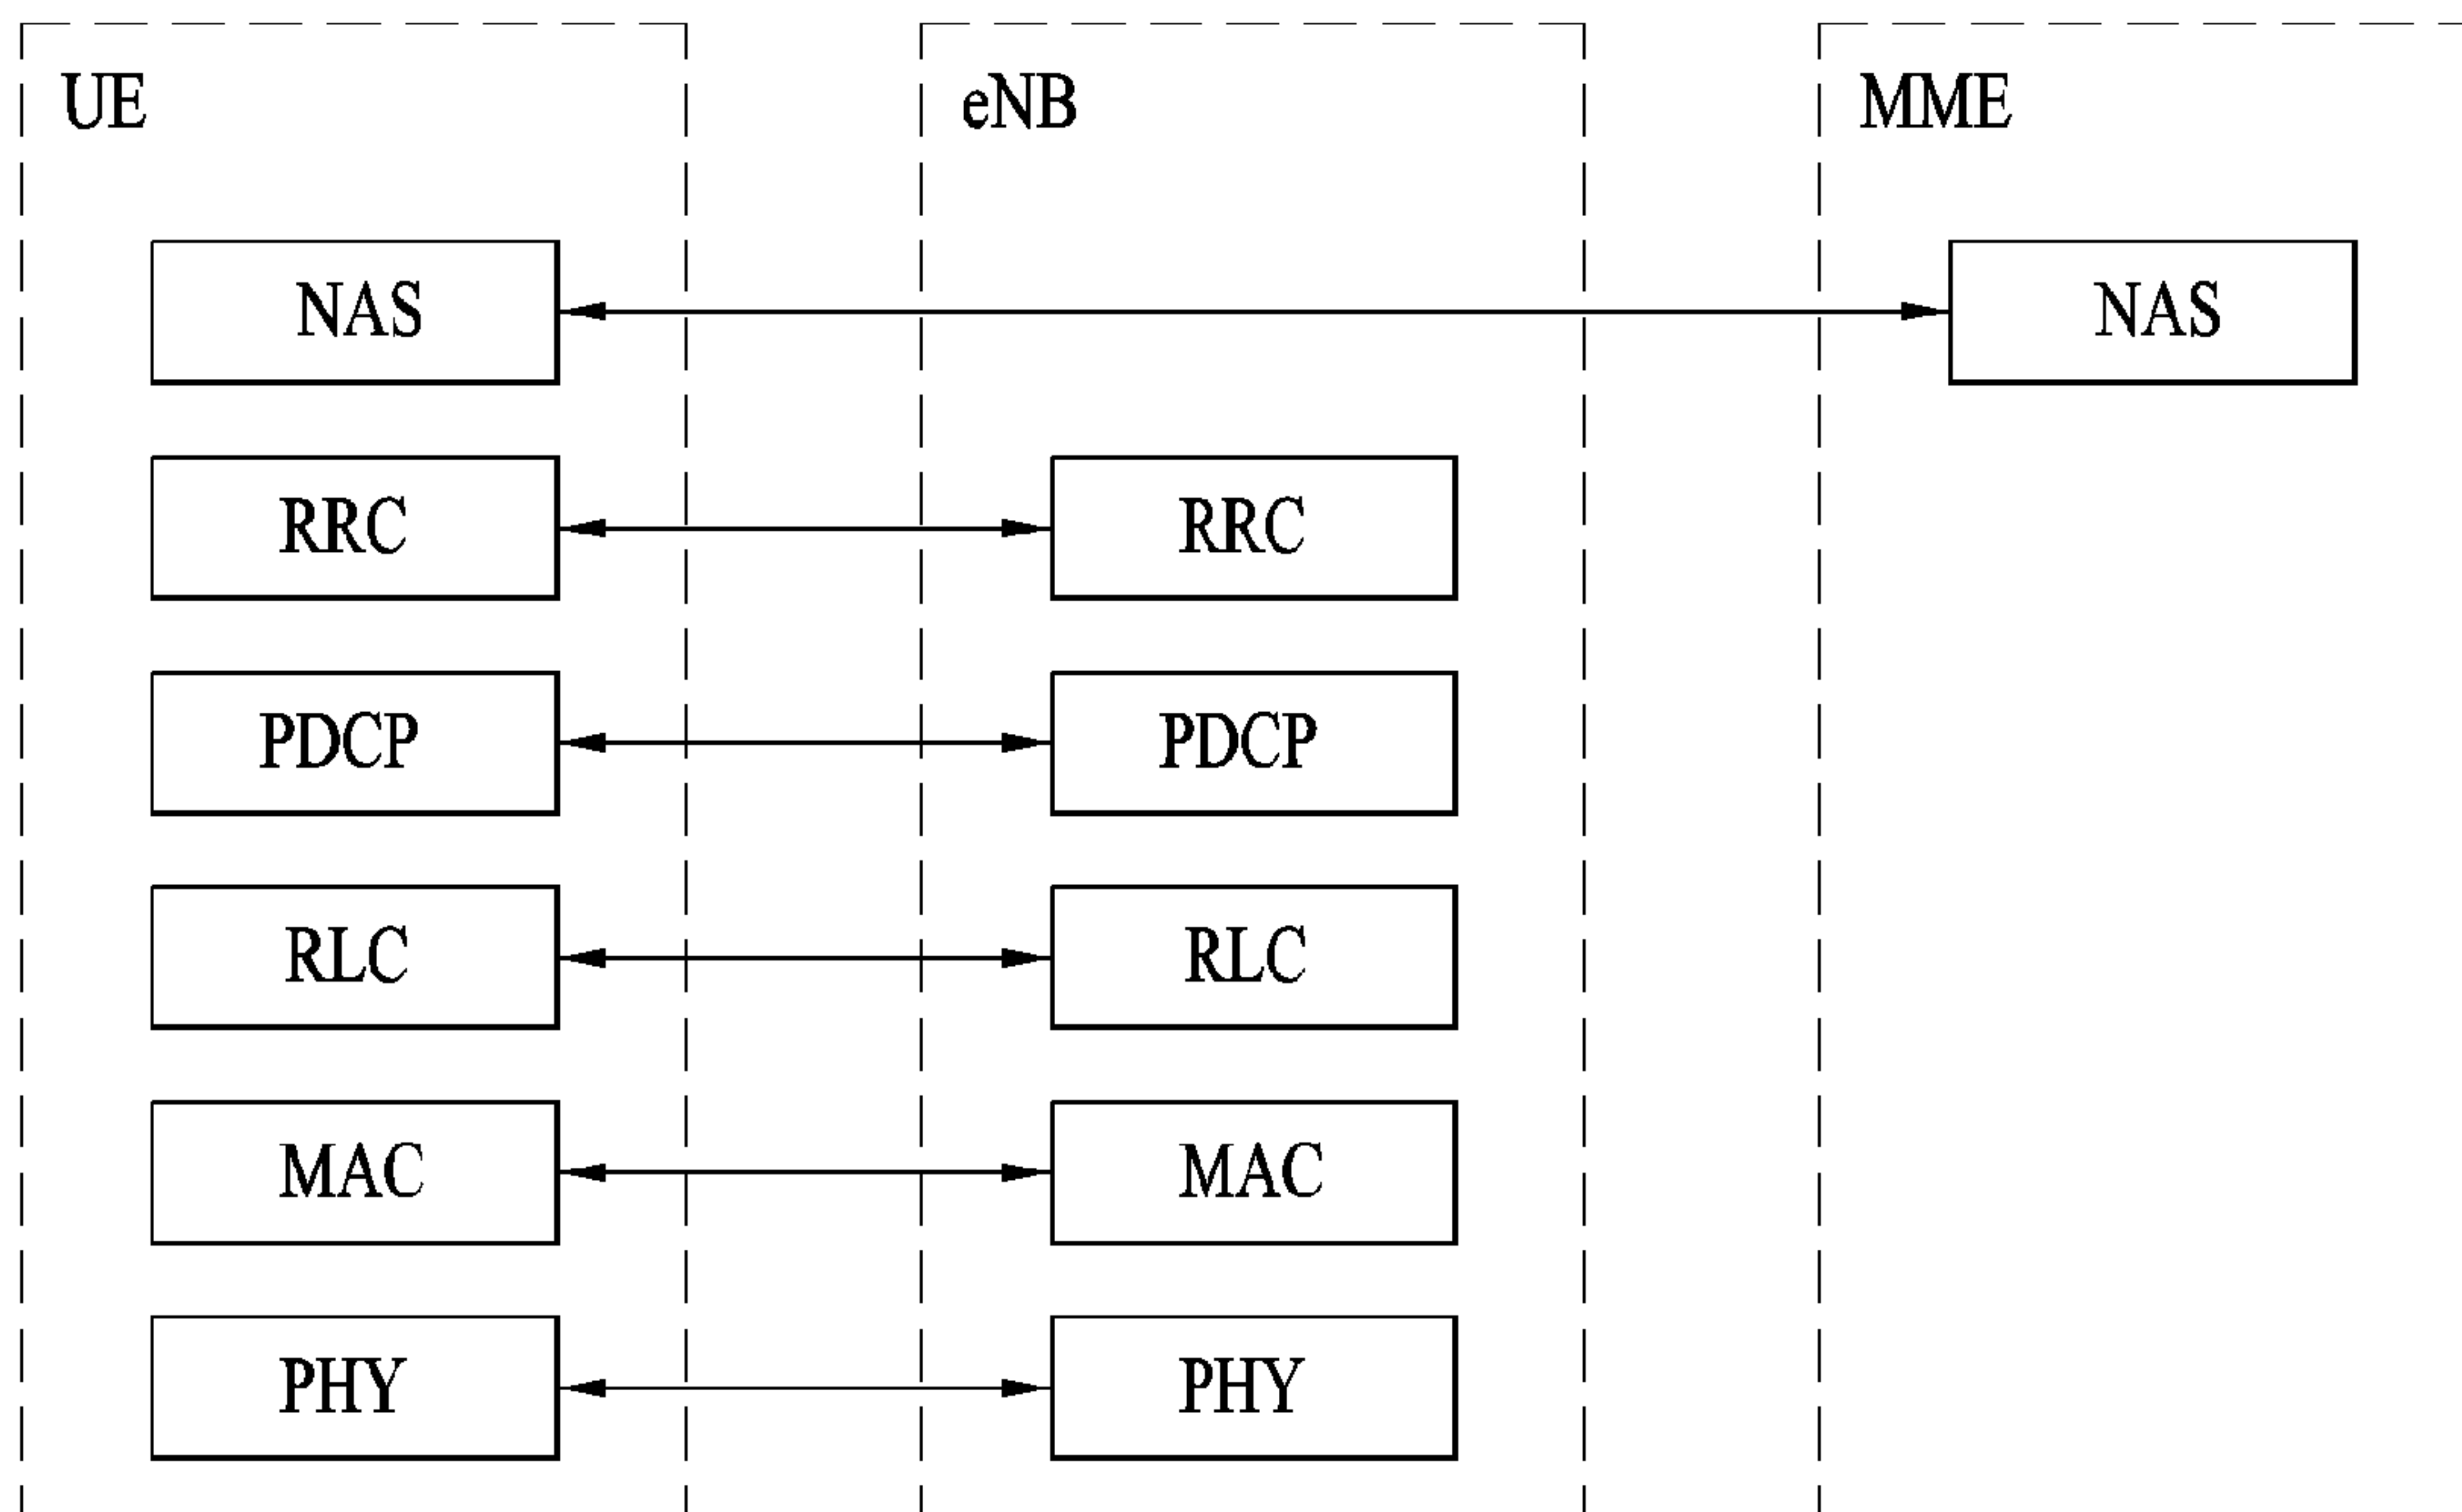 UE
eNB
MME
NAS
NAS
RRC
RRC
PDCP
PDCP
RLC
RLC
MAC
MAC
PHY
PHY